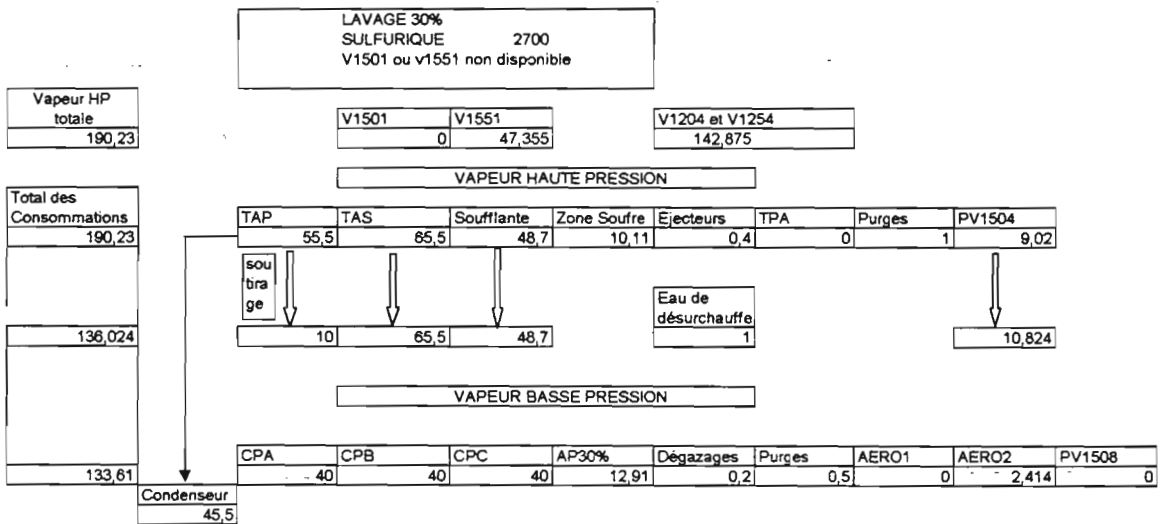 LAVAGE 30%
SULFURIQUE 2700
V1501 ou v1551 non disponible
Vapeur HP
totale
190,23
V1501 V1551
0 47,355
V1204 et V1254
142,875
VAPEUR HAUTE PRESSION
Total des
Consommations
190,23
TAP TAS Soufflante Zone Soufre Ejecteurs TPA Purges PV1504
55,5 65,5 48,7 10,11 0,4 0 1 9,02
sou
tira
ge
Eau de
désurchauffe
136,024 10 65,5 48,7 1 10,824
VAPEUR BASSE PRESSION
CPA CPB CPC AP30% Dégazages Purges AERO1 AERO2 PV1508
133,61 40 40 40 12,91 0,2 0,5 0 2,414 0
Condenseur
45,5